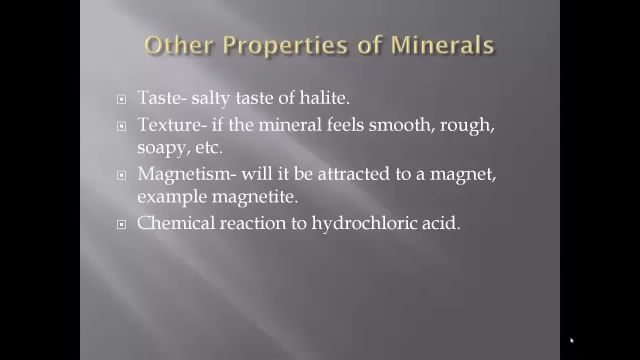 Other Properties of Minerals
Taste- salty taste of halite.
Texture- if the mineral feels smooth, rough,
soapy, etc.
Magnetism- will it be attracted to a magnet,
example magnetite.
Chemical reaction to hydrochloric acid.